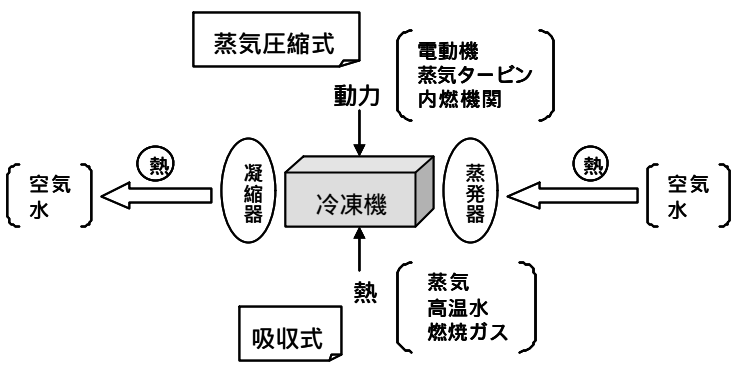 蒸気圧縮式
電動機
蒸気タービン
内燃機関
動力
熱
熱
空気
水
凝縮器
冷凍機
蒸発器
空気
水
熱
蒸気
高温水
燃焼ガス
吸収式